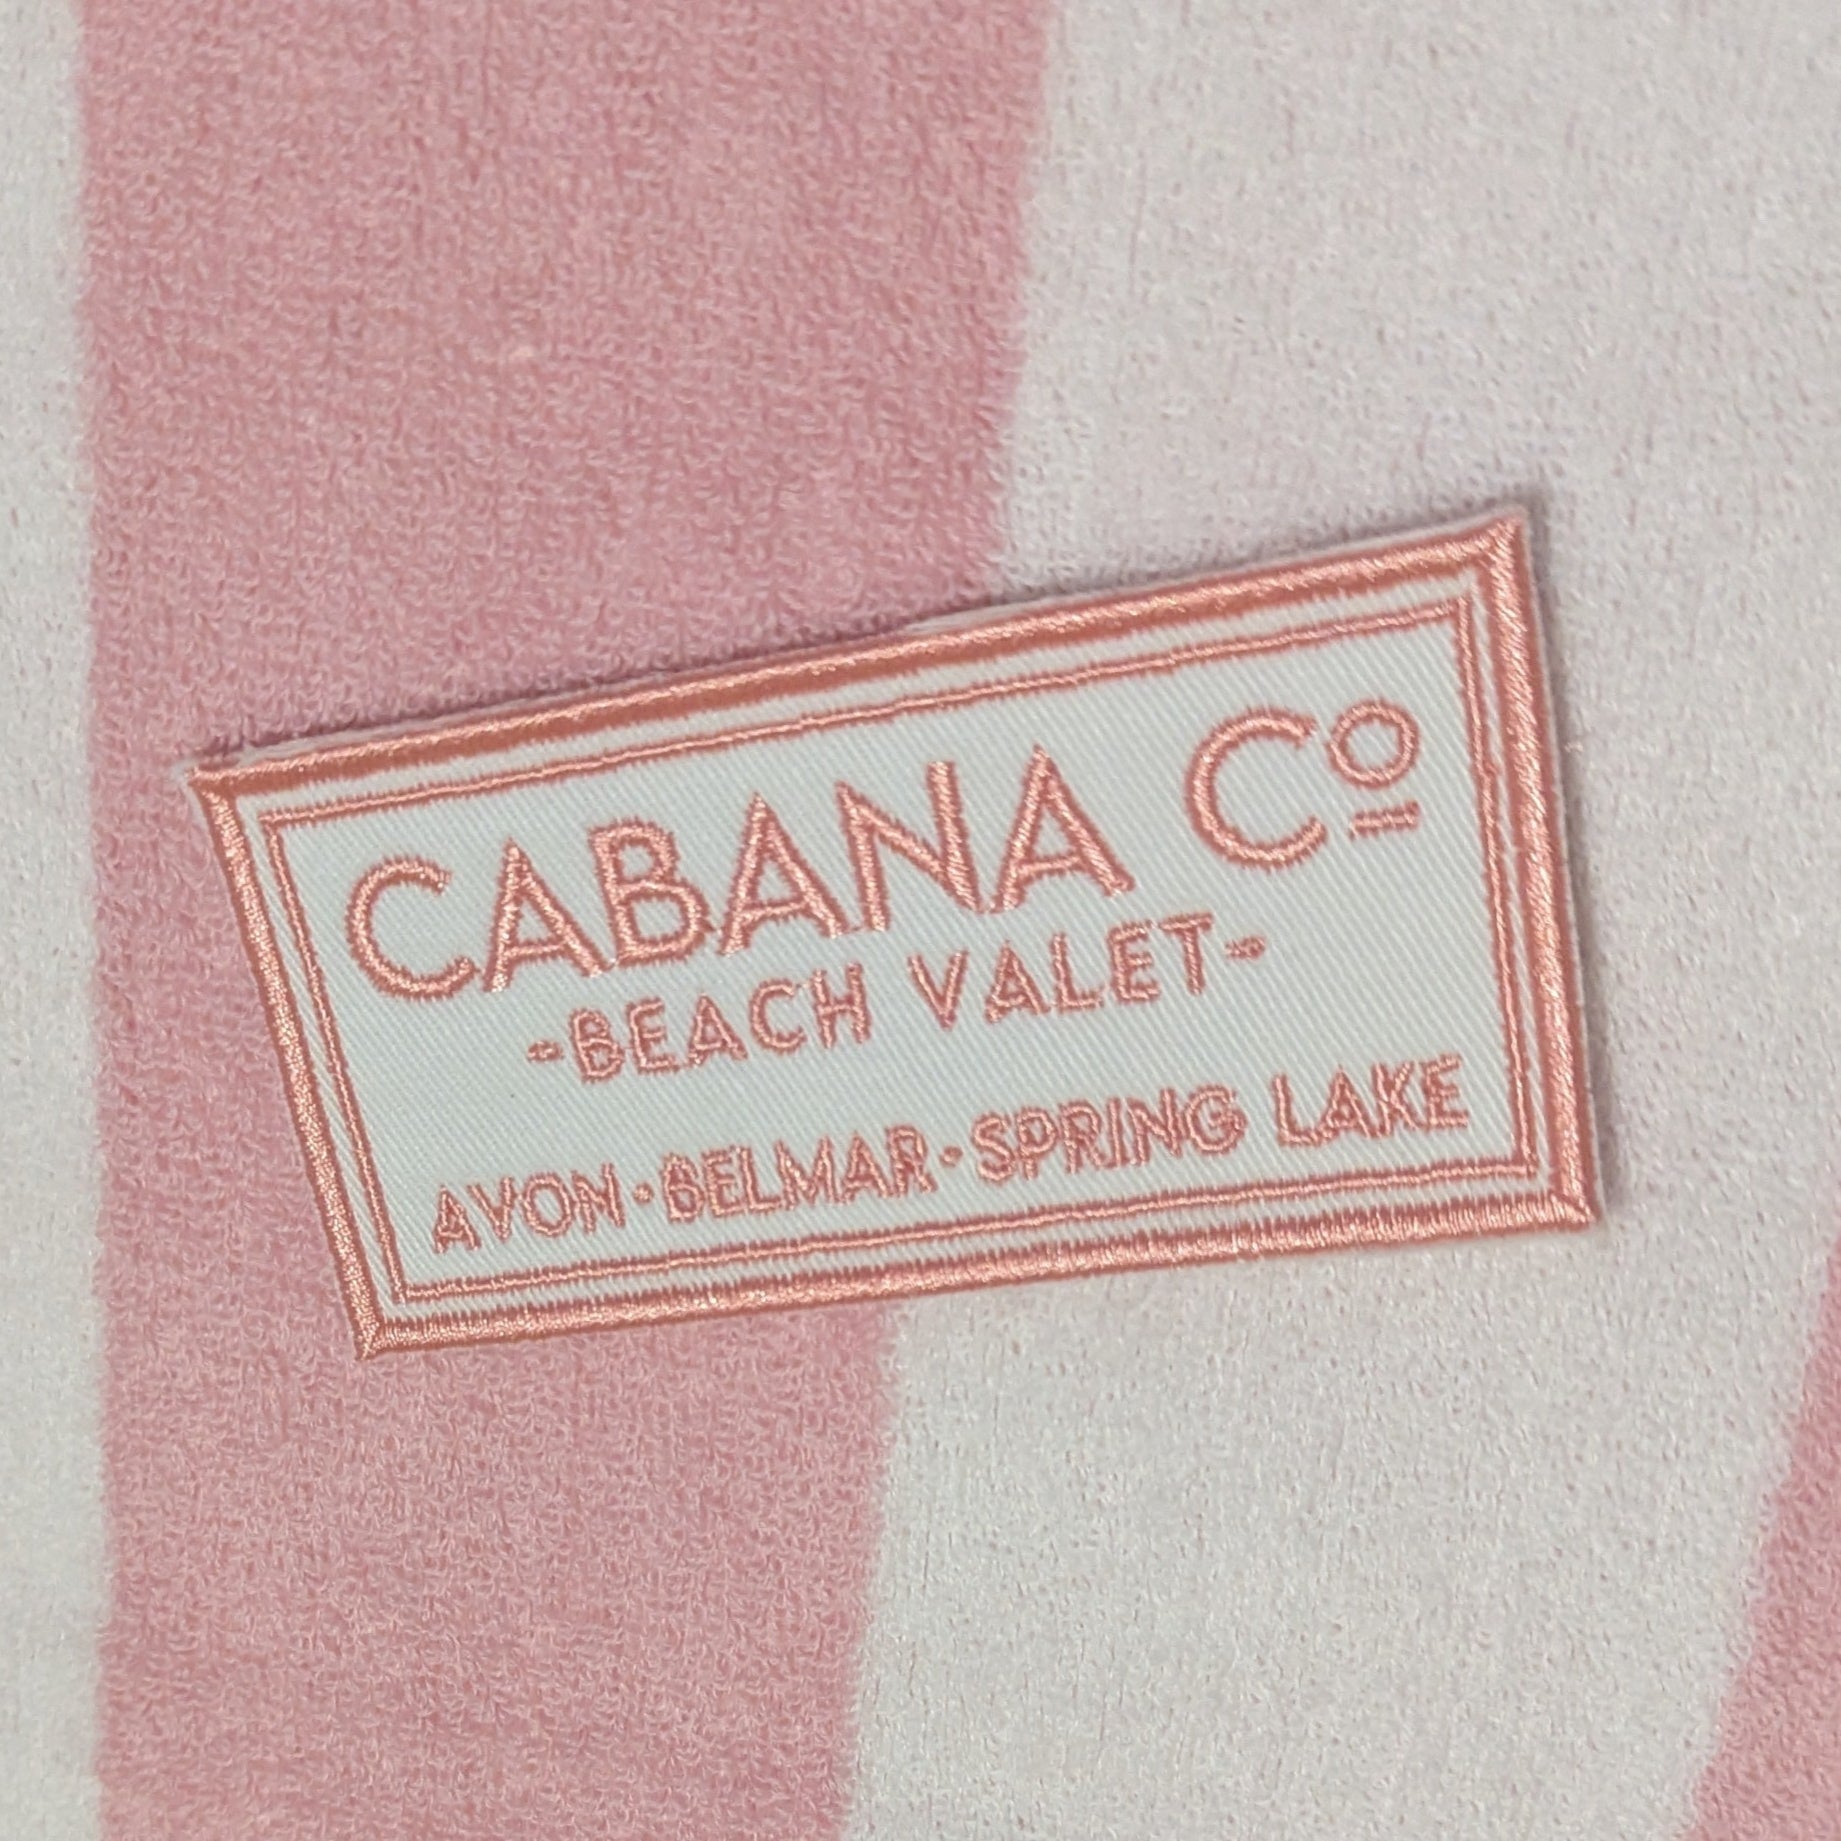 CABANA Co
-BEACH VALET-
AVON·BELMAR·SPRING LAKE